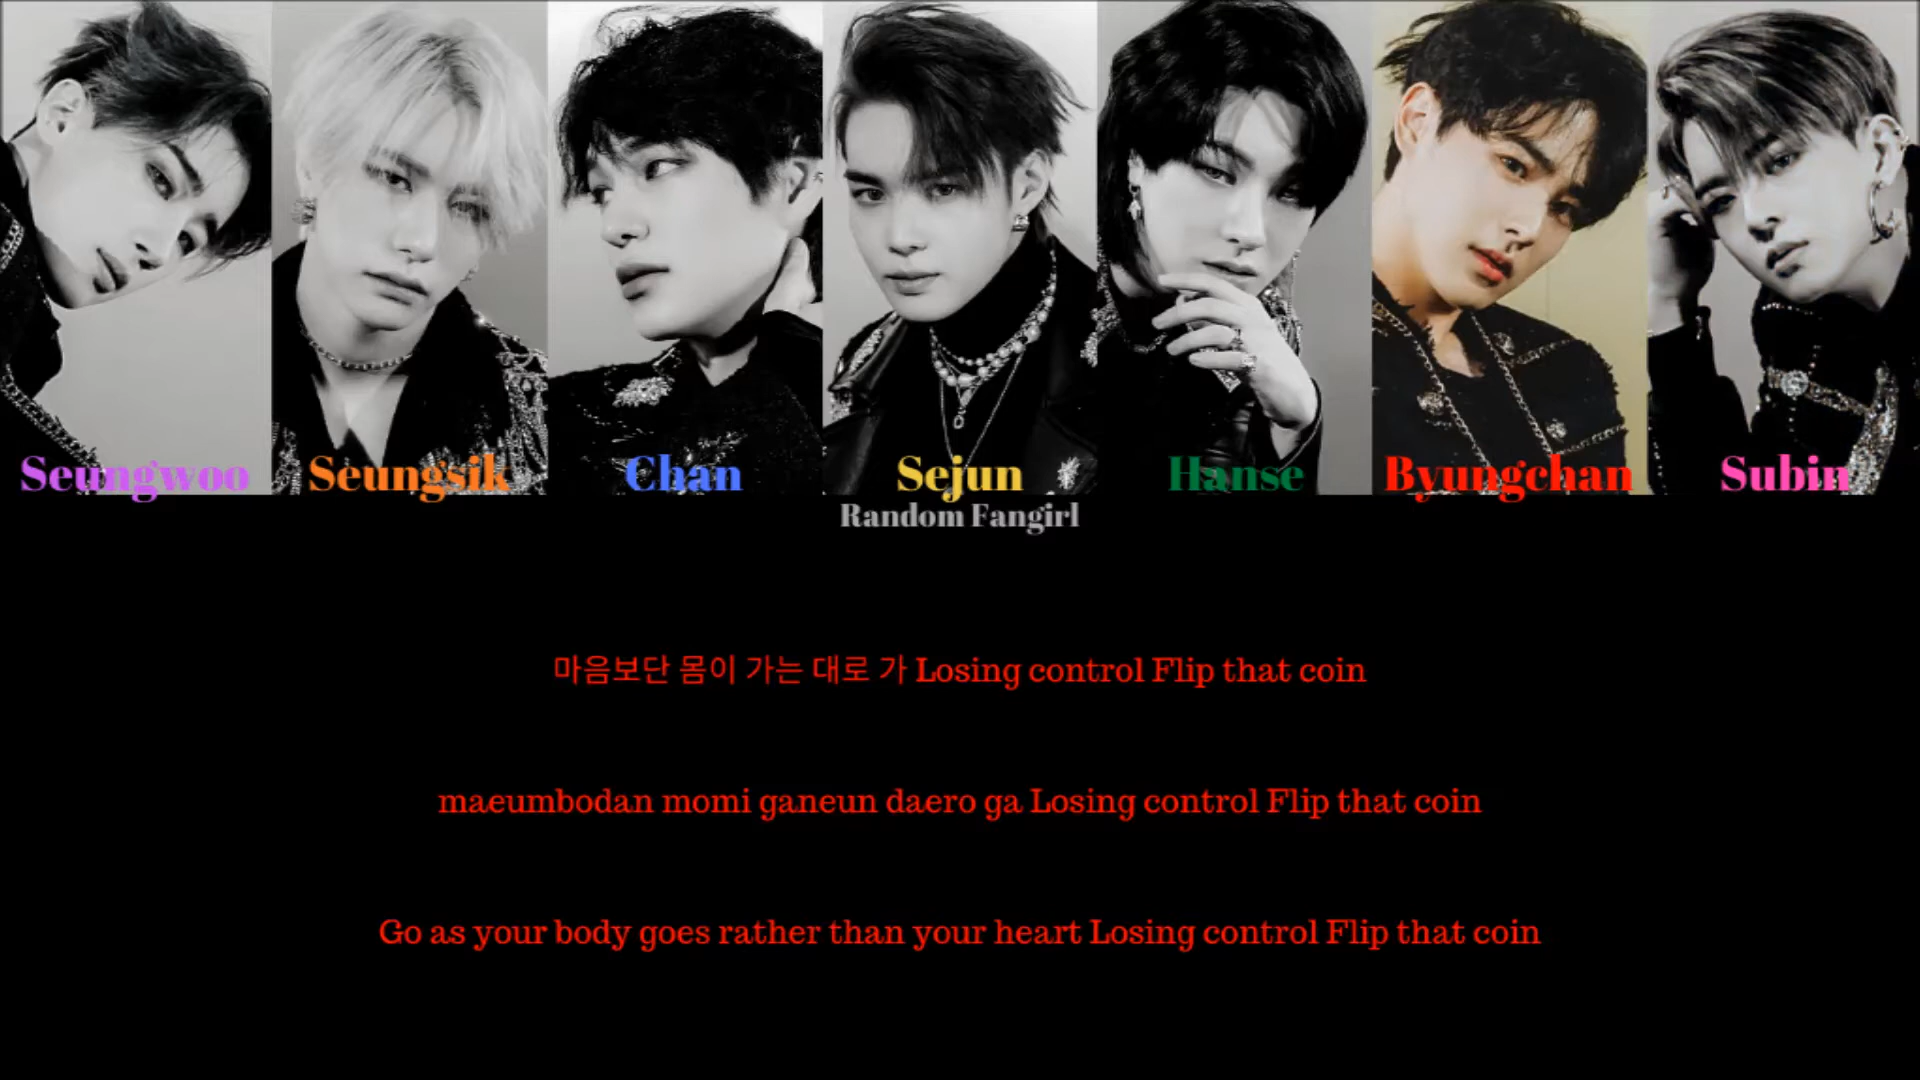 Seungwoo Seungsik Chan Sejun Hanse Byungchan Subin
Random Fangirl
마음보단 몸이 가는 대로 가 Losing control Flip that coin
maeumbodan momi ganeun daero ga Losing control Flip that coin
Go as your body goes rather than your heart Losing control Flip that coin